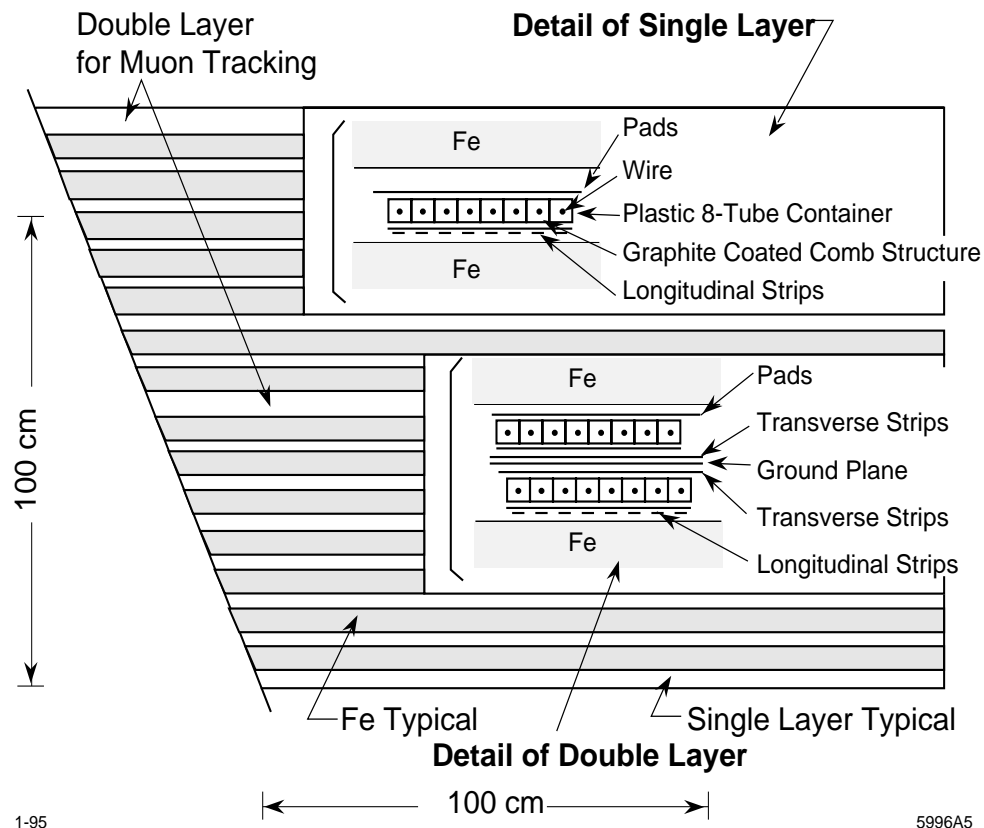 Double Layer
for Muon Tracking
Detail of Single Layer
Fe
Pads
Wire
Plastic 8-Tube Container
Graphite Coated Comb Structure
Fe
Longitudinal Strips
Fe
Pads
Transverse Strips
Ground Plane
Transverse Strips
Fe
Longitudinal Strips
100 cm
Fe Typical
Single Layer Typical
Detail of Double Layer
100 cm
1-95
5996A5